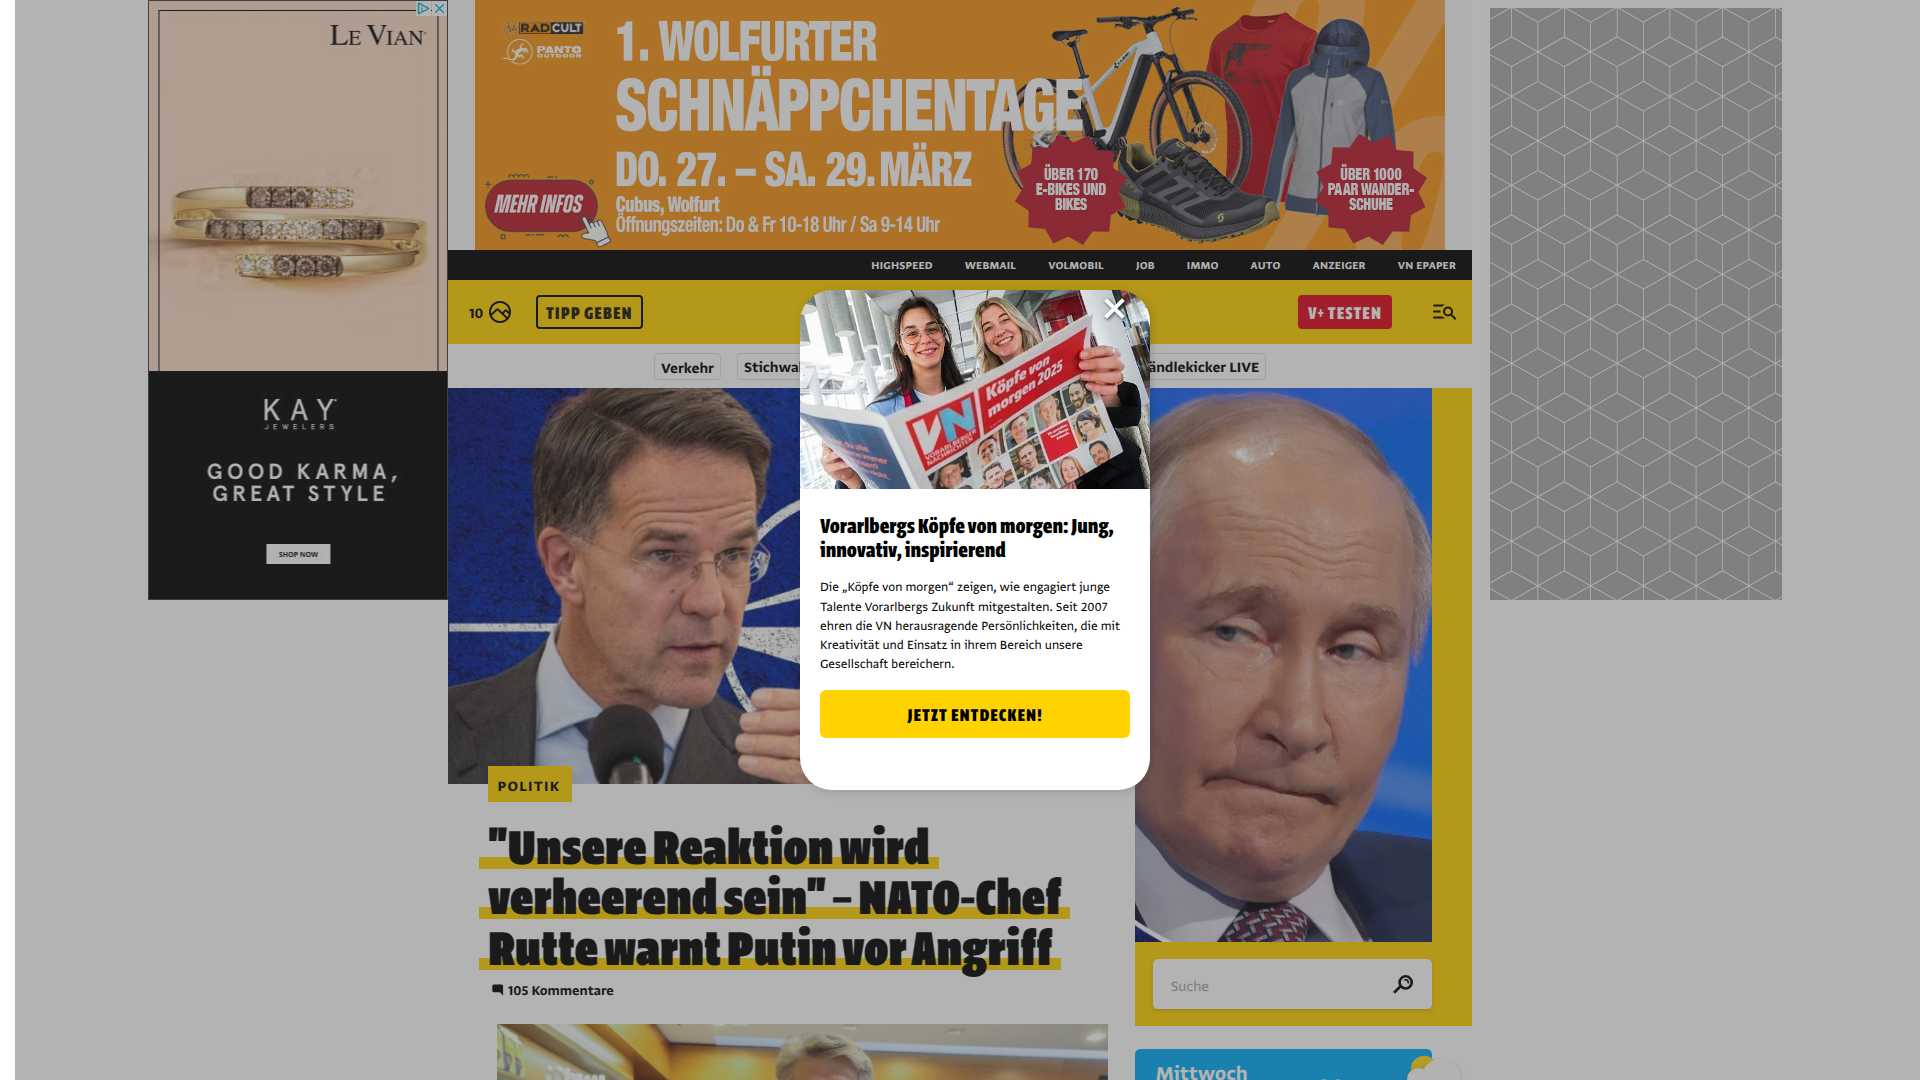 LE VIAN
KAY
JEWELERS
GOOD KARMA,
GREAT STYLE
SHOP NOW
RADCULT
PANTO
OUTDOOR
1. WOLFURTER
SCHNÄPPCHENTAGE
DO. 27. – SA. 29. MÄRZ
MEHR INFOS
Cubus, Wolfurt
Öffnungszeiten: Do & Fr 10-18 Uhr / Sa 9-14 Uhr
ÜBER 170
E-BIKES UND
BIKES
ÜBER 1000
PAAR WANDER-
SCHUHE
HIGHSPEED WEBMAIL VOLMOBIL JOB IMMO AUTO ANZEIGER VN EPAPER
10 TIPP GEBEN V+ TESTEN
Verkehr
ändlekicker LIVE
Köpfe von
morgen 2025
VN
VORARLBERGER
NACHRICHTEN
Vorarlbergs Köpfe von morgen: Jung,
innovativ, inspirierend
Die „Köpfe von morgen“ zeigen, wie engagiert junge
Talente Vorarlbergs Zukunft mitgestalten. Seit 2007
ehren die VN herausragende Persönlichkeiten, die mit
Kreativität und Einsatz in ihrem Bereich unsere
Gesellschaft bereichern.
JETZT ENTDECKEN!
POLITIK
"Unsere Reaktion wird
verheerend sein" – NATO-Chef
Rutte warnt Putin vor Angriff
105 Kommentare
Suche
Mittwoch